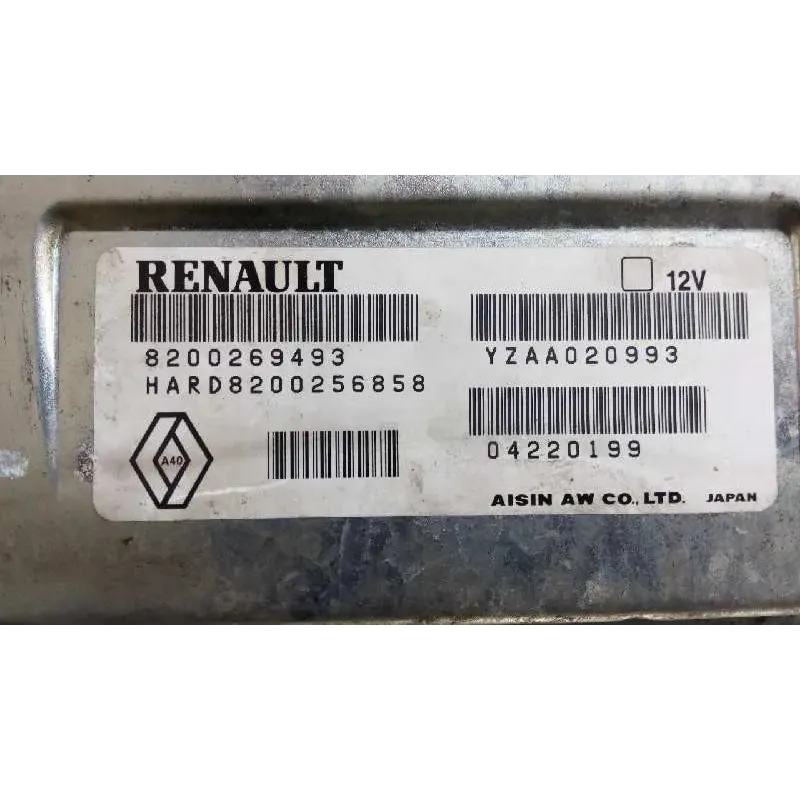 RENAULT
12V
8200269493
YZAA020993
HARD8200256858
A40
04220199
AISIN AW CO., LTD. JAPAN